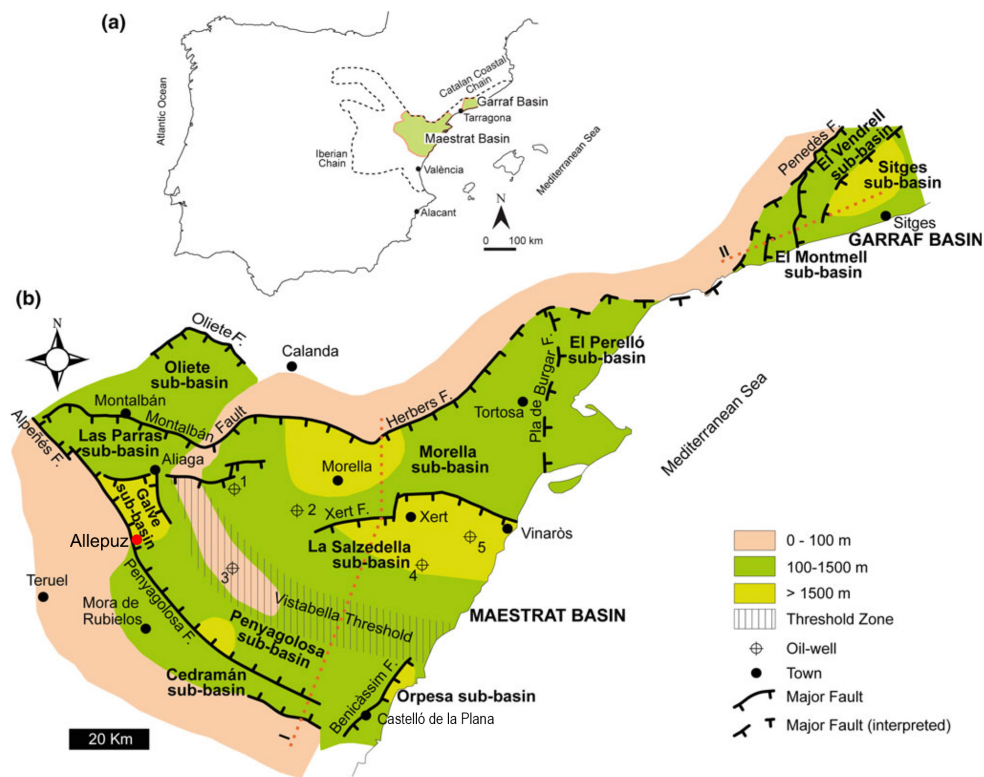 (a)
Atlantic Ocean
Catalan Coastal
Chain
Garraf Basin
Tarragona
Maestrat Basin
Iberian
Chain
València
Mediterranean Sea
Alacant
N
0 100 km
Penedès F.
El Vendrell
sub-basin
Sitges
sub-basin
Sitges
GARRAF BASIN
II
El Montmell
sub-basin
(b)
N
Oliete F.
Calanda
Oliete
sub-basin
El Perelló
sub-basin
Montalbán
Montalbán
Fault
Herbers F.
Tortosa
Pla de Burgar F.
Mediterranean Sea
Alpeñés F.
Las Parras
sub-basin
Aliaga
Morella
Morella
sub-basin
1
2
Galve
sub-basin
Xert F.
Xert
Vinaròs
Allepuz
La Salzedella
sub-basin
5
4
3
Teruel
Mora de
Rubielos
Penyagolosa F.
Vistabella Threshold
MAESTRAT BASIN
Penyagolosa
sub-basin
Cedramán
sub-basin
Benicàssim F.
Orpesa sub-basin
Castelló de la Plana
I
20 Km
0 - 100 m
100-1500 m
> 1500 m
Threshold Zone
Oil-well
Town
Major Fault
Major Fault (interpreted)